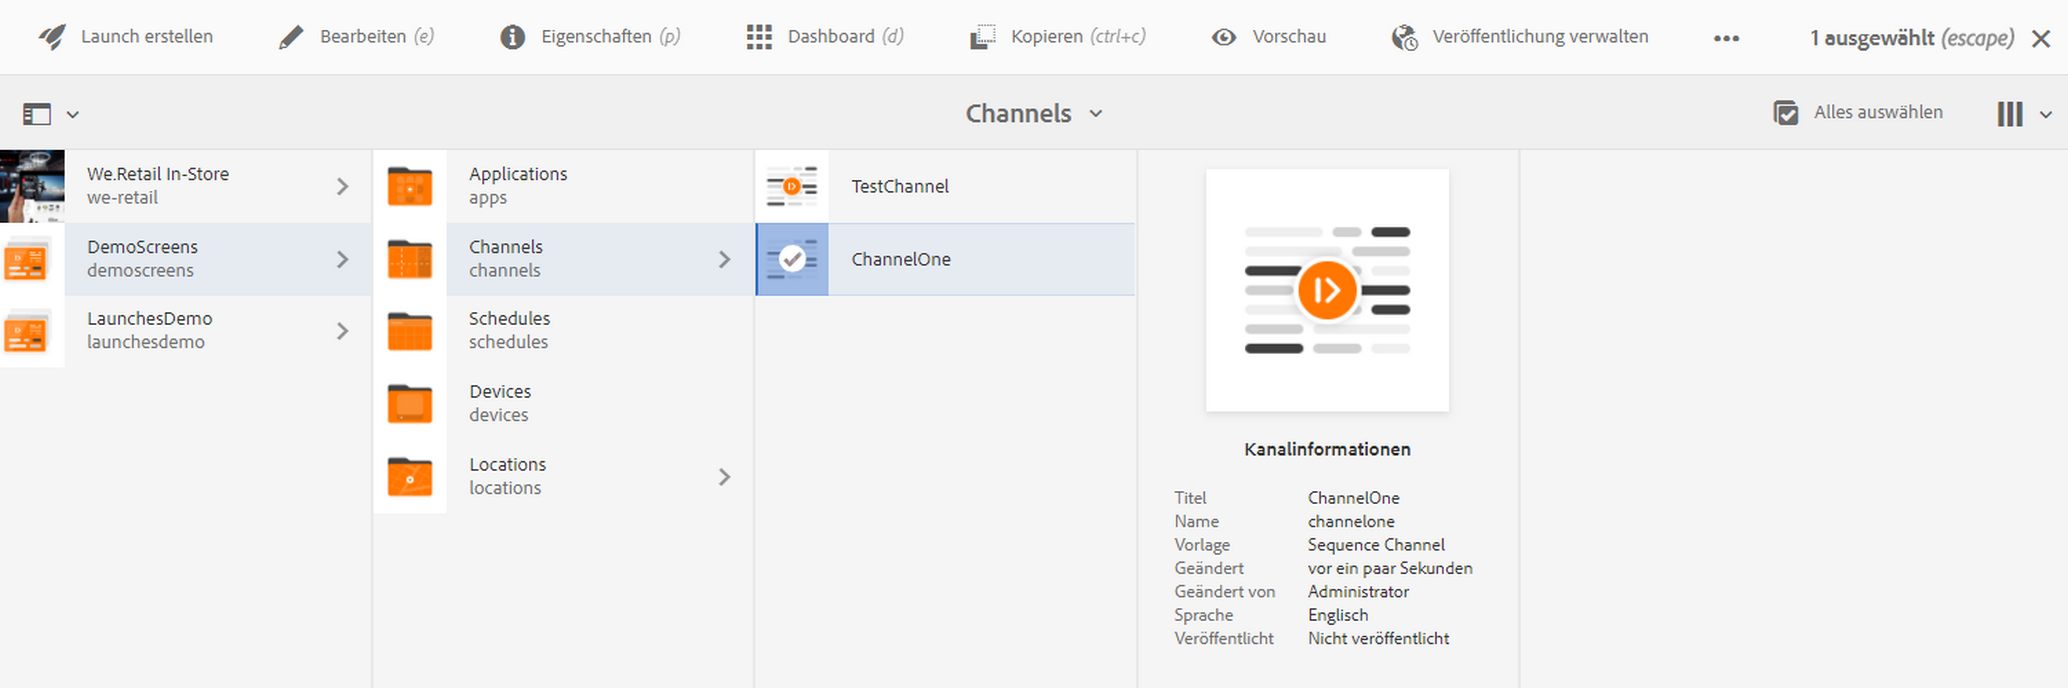 Launch erstellen
Bearbeiten (e)
Eigenschaften (p)
Dashboard (d)
Kopieren (ctrl+c)
Vorschau
Veröffentlichung verwalten
1 ausgewählt (escape)
Channels
Alles auswählen
We.Retail In-Store
we-retail
DemoScreens
demoscreens
LaunchesDemo
launchesdemo
Applications
apps
Channels
channels
Schedules
schedules
Devices
devices
Locations
locations
TestChannel
ChannelOne
Kanalinformationen
Titel ChannelOne
Name channelone
Vorlage Sequence Channel
Geändert vor ein paar Sekunden
Geändert von Administrator
Sprache Englisch
Veröffentlicht Nicht veröffentlicht